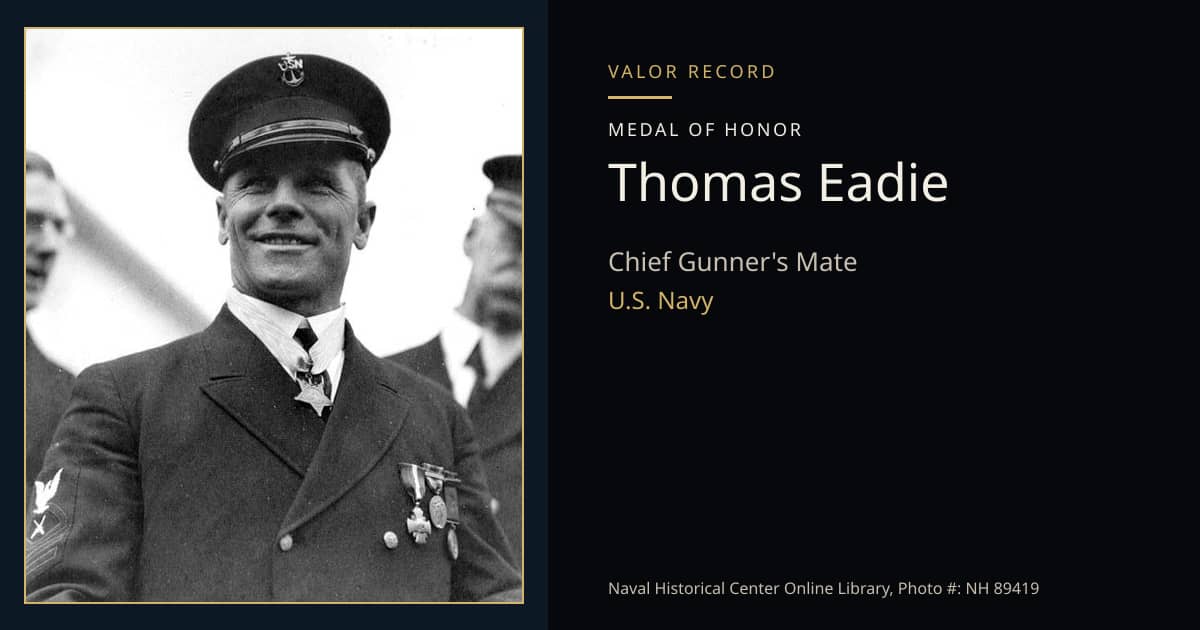 USN
VALOR RECORD
MEDAL OF HONOR
Thomas Eadie
Chief Gunner's Mate
U.S. Navy
Naval Historical Center Online Library, Photo #: NH 89419